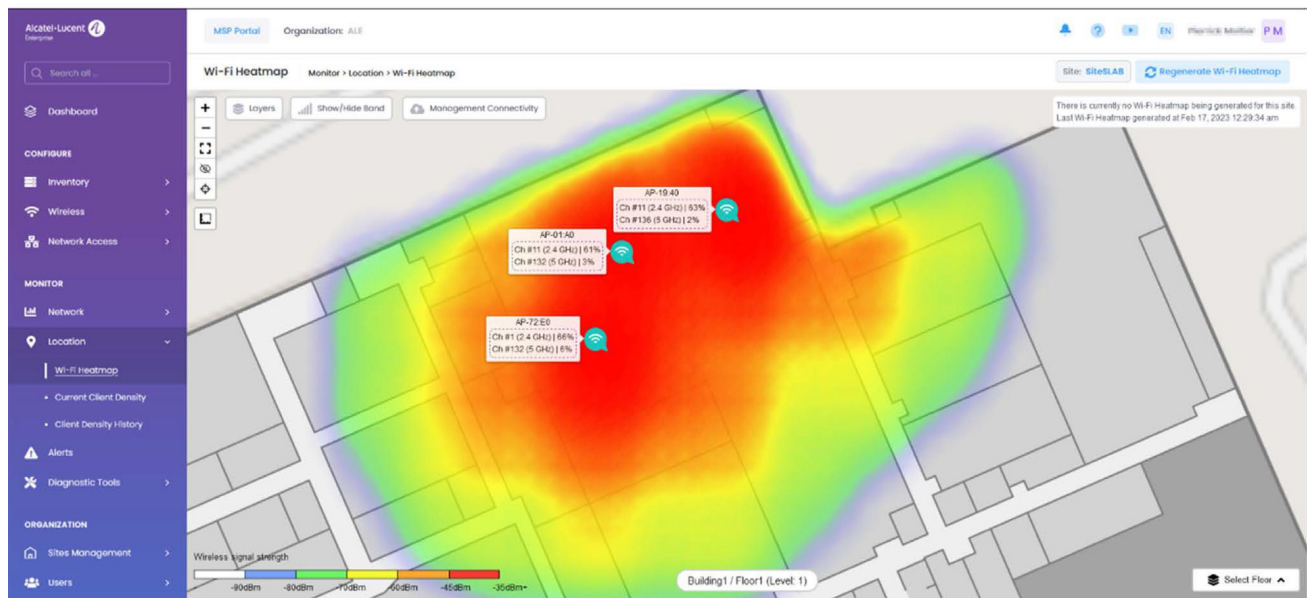 Alcatel·Lucent
Enterprise
MSP Portal Organization: ALE
EN P M
Search all ...
Wi-Fi Heatmap Monitor > Location > Wi-Fi Heatmap
Site: SiteSLAB Regenerate Wi-Fi Heatmap
Dashboard
CONFIGURE
Inventory
Wireless
Network Access
MONITOR
Network
Location
Wi-Fi Heatmap
Current Client Density
Client Density History
Alerts
Diagnostic Tools
ORGANIZATION
Sites Management
Users
Layers Show/Hide Band Management Connectivity
There is currently no Wi-Fi Heatmap being generated for this site.
Last Wi-Fi Heatmap generated at Feb 17, 2023 12:29:34 am
AP-19:40
Ch #11 (2.4 GHz) | 63%
Ch #136 (5 GHz) | 2%
AP-01:A0
Ch #11 (2.4 GHz) | 61%
Ch #132 (5 GHz) | 3%
AP-72:E0
Ch #1 (2.4 GHz) | 66%
Ch #132 (5 GHz) | 6%
Wireless signal strength
-90dBm -80dBm -70dBm -60dBm -45dBm -35dBm+
Building1 / Floor1 (Level: 1)
Select Floor